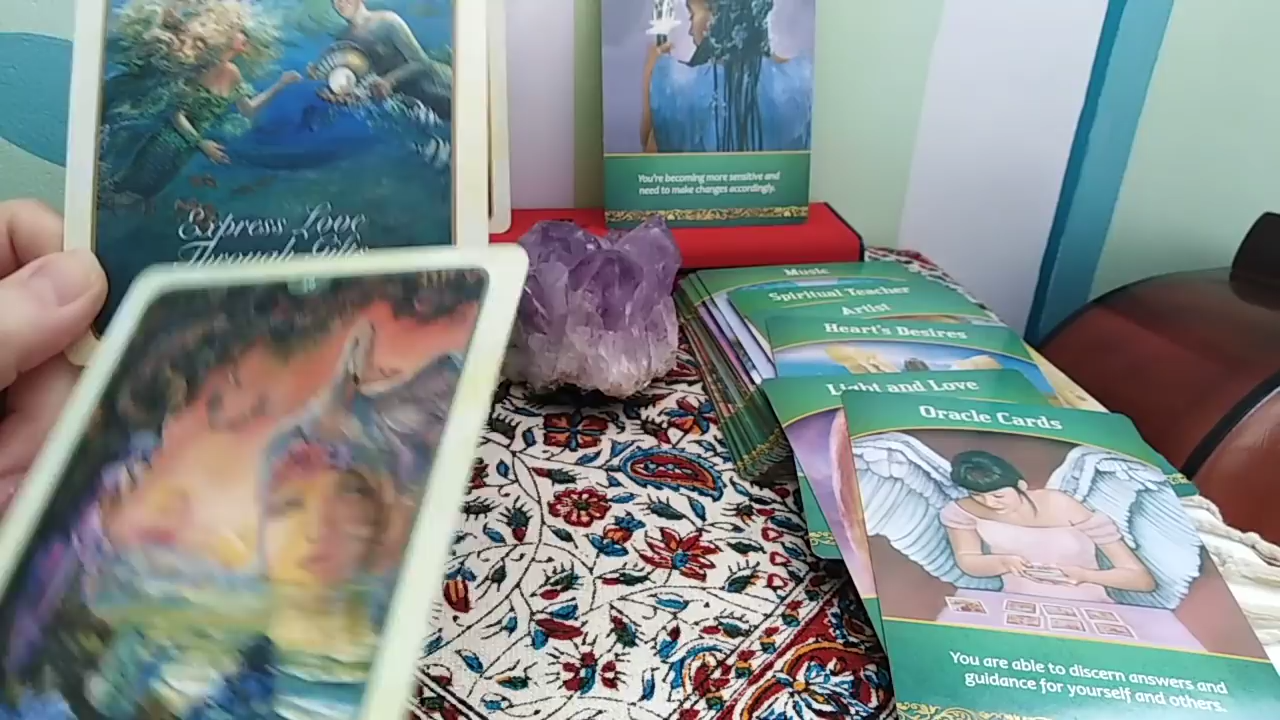 Express Love
Through Gifts
18
You're becoming more sensitive and
need to make changes accordingly.
Music
Spiritual Teacher
Artist
Heart's Desires
Light and Love
Oracle Cards
You are able to discern answers and
guidance for yourself and others.